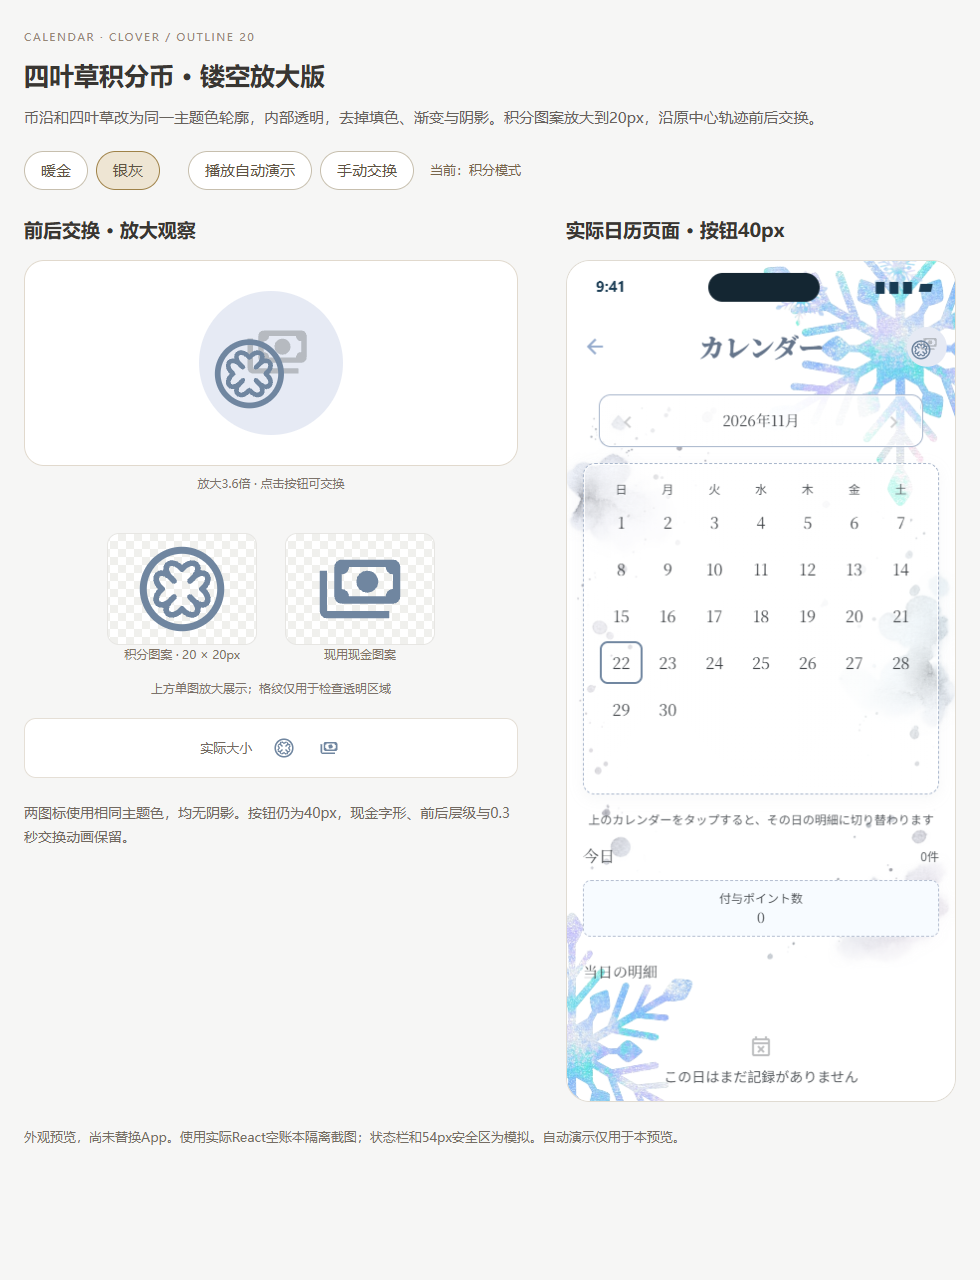 CALENDAR · CLOVER / OUTLINE 20
四叶草积分币 • 镂空放大版
币沿和四叶草改为同一主题色轮廓，内部透明，去掉填色、渐变与阴影。积分图案放大到20px，沿原中心轨迹前后交换。
暖金 银灰 播放自动演示 手动交换 当前：积分模式
前后交换 • 放大观察
放大3.6倍 · 点击按钮可交换
积分图案 · 20 × 20px 现用现金图案
上方单图放大展示；格纹仅用于检查透明区域
实际大小
两图标使用相同主题色，均无阴影。按钮仍为40px，现金字形、前后层级与0.3
秒交换动画保留。
实际日历页面 • 按钮40px
9:41
カレンダー
2026年11月
日 月 火 水 木 金 土
1 2 3 4 5 6 7
8 9 10 11 12 13 14
15 16 17 18 19 20 21
22 23 24 25 26 27 28
29 30
上のカレンダーをタップすると、その日の明細に切り替わります
今日 0件
付与ポイント数
0
当日の明細
この日はまだ記録がありません
外观预览，尚未替换App。使用实际React空账本隔离截图；状态栏和54px安全区为模拟。自动演示仅用于本预览。